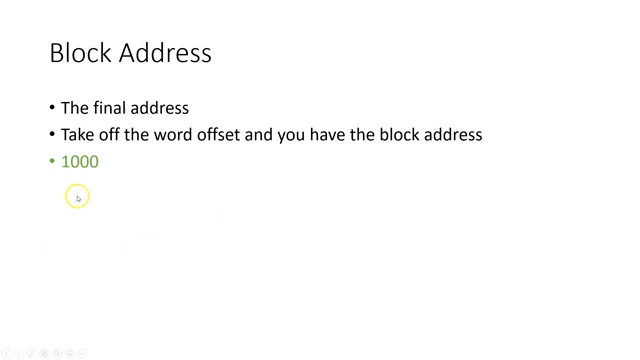 Block Address
• The final address
• Take off the word offset and you have the block address
• 1000